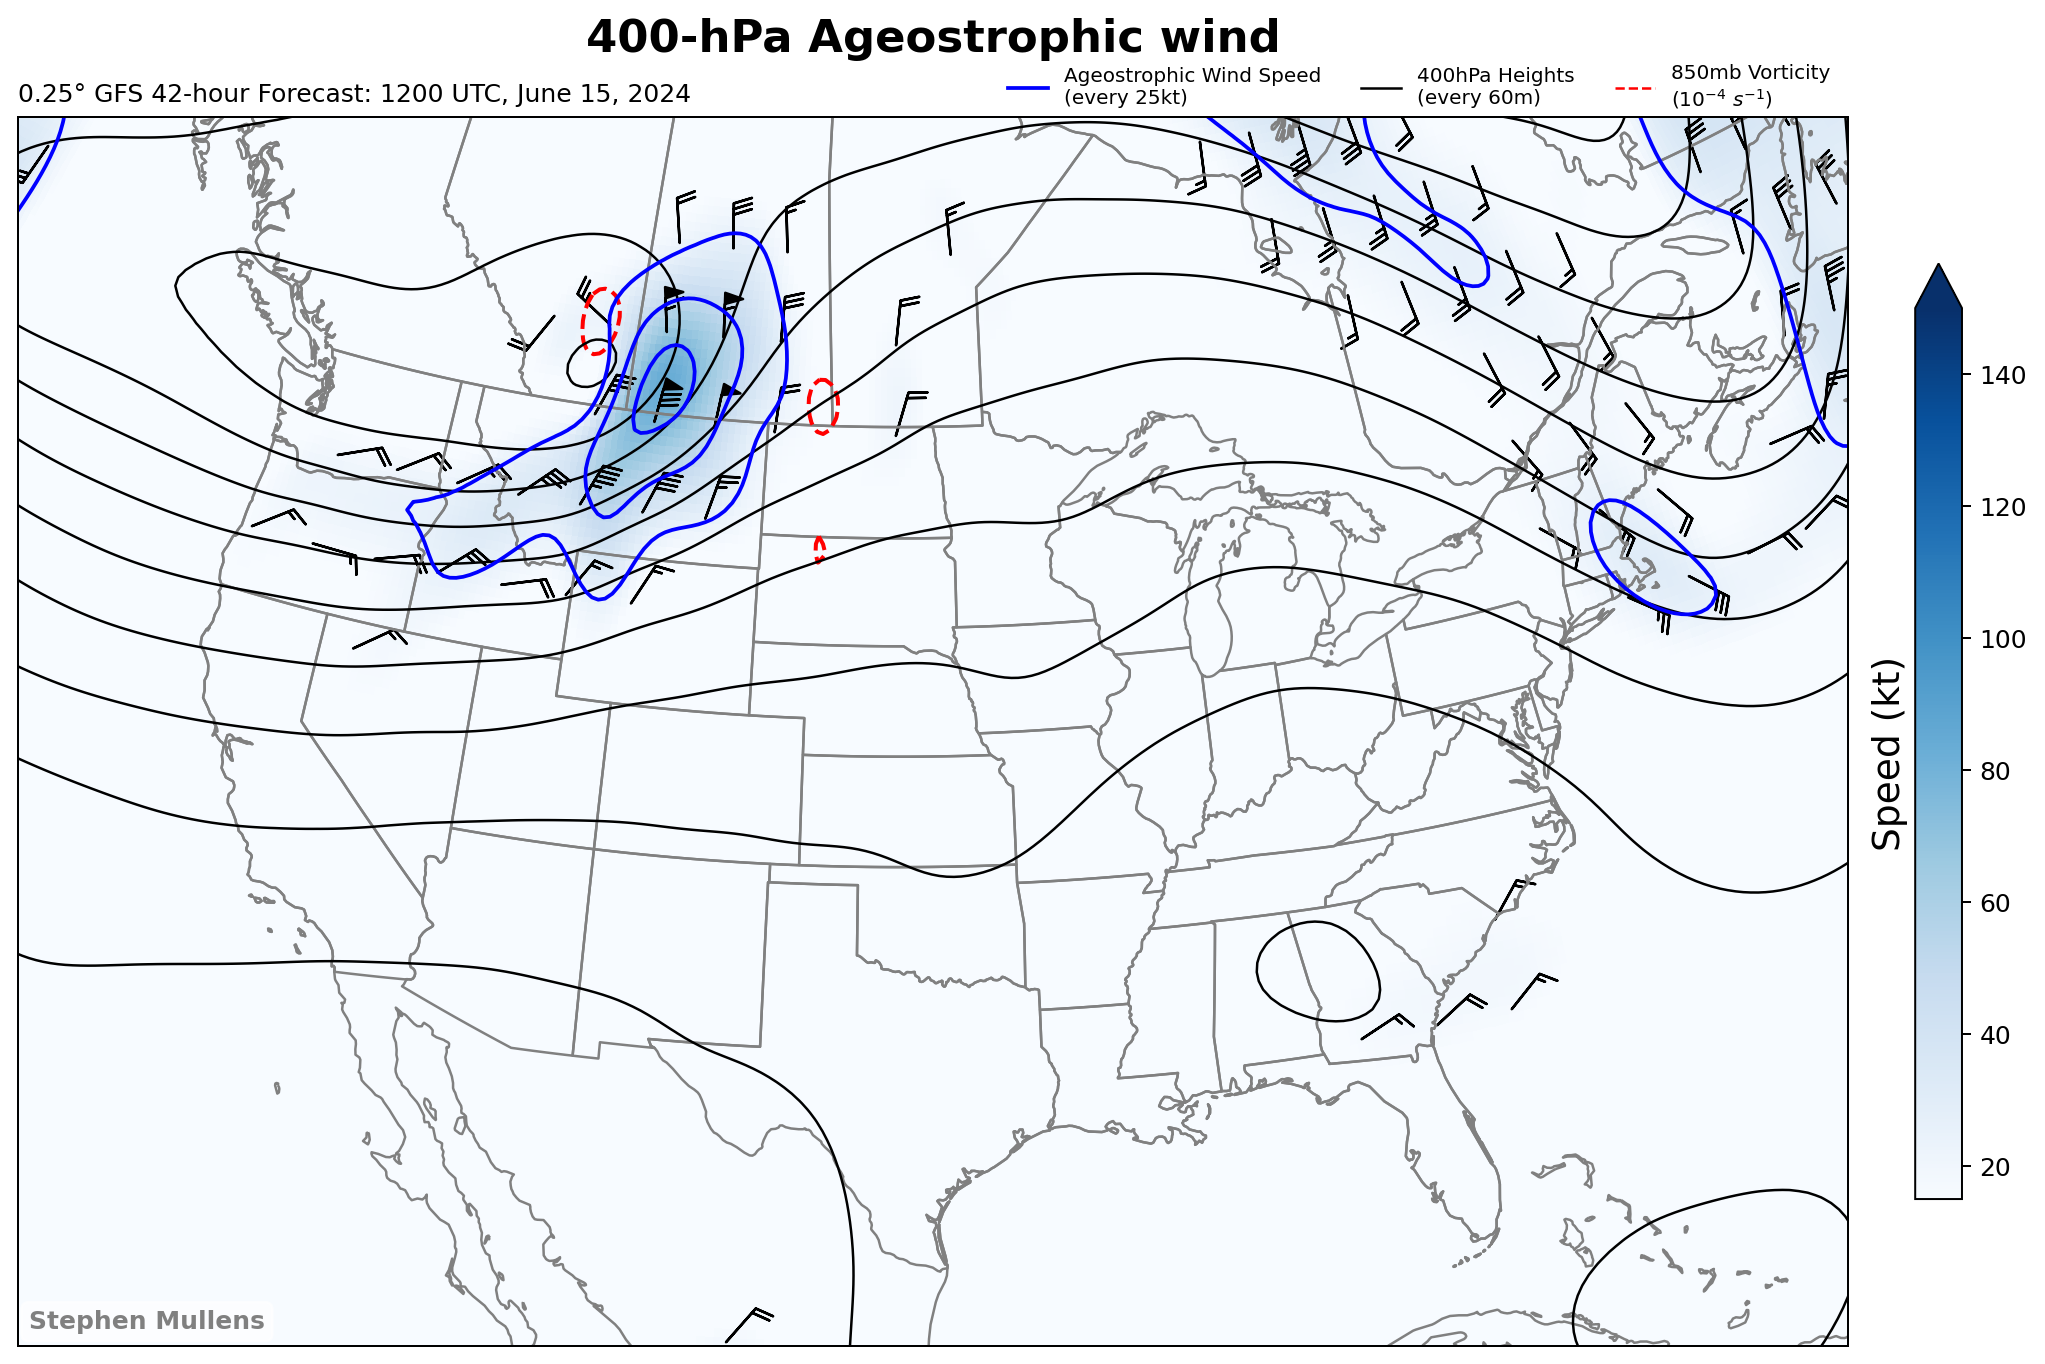 400-hPa Ageostrophic wind
0.25° GFS 42-hour Forecast: 1200 UTC, June 15, 2024
Ageostrophic Wind Speed
(every 25kt)
400hPa Heights
(every 60m)
850mb Vorticity
(10⁻⁴ s⁻¹)
140
120
100
80
60
40
20
Speed (kt)
Stephen Mullens